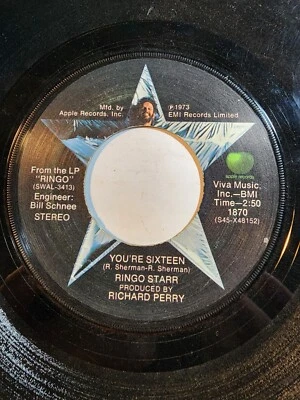 Mfd. by
Apple Records, Inc.
℗1973
EMI Records Limited
From the LP
"RINGO"
(SWAL-3413)
Engineer:
Bill Schnee
STEREO
apple records
Viva Music,
Inc.—BMI
Time—2:50
1870
(S45-X48152)
YOU'RE SIXTEEN
(R. Sherman-R. Sherman)
RINGO STARR
PRODUCED BY
RICHARD PERRY